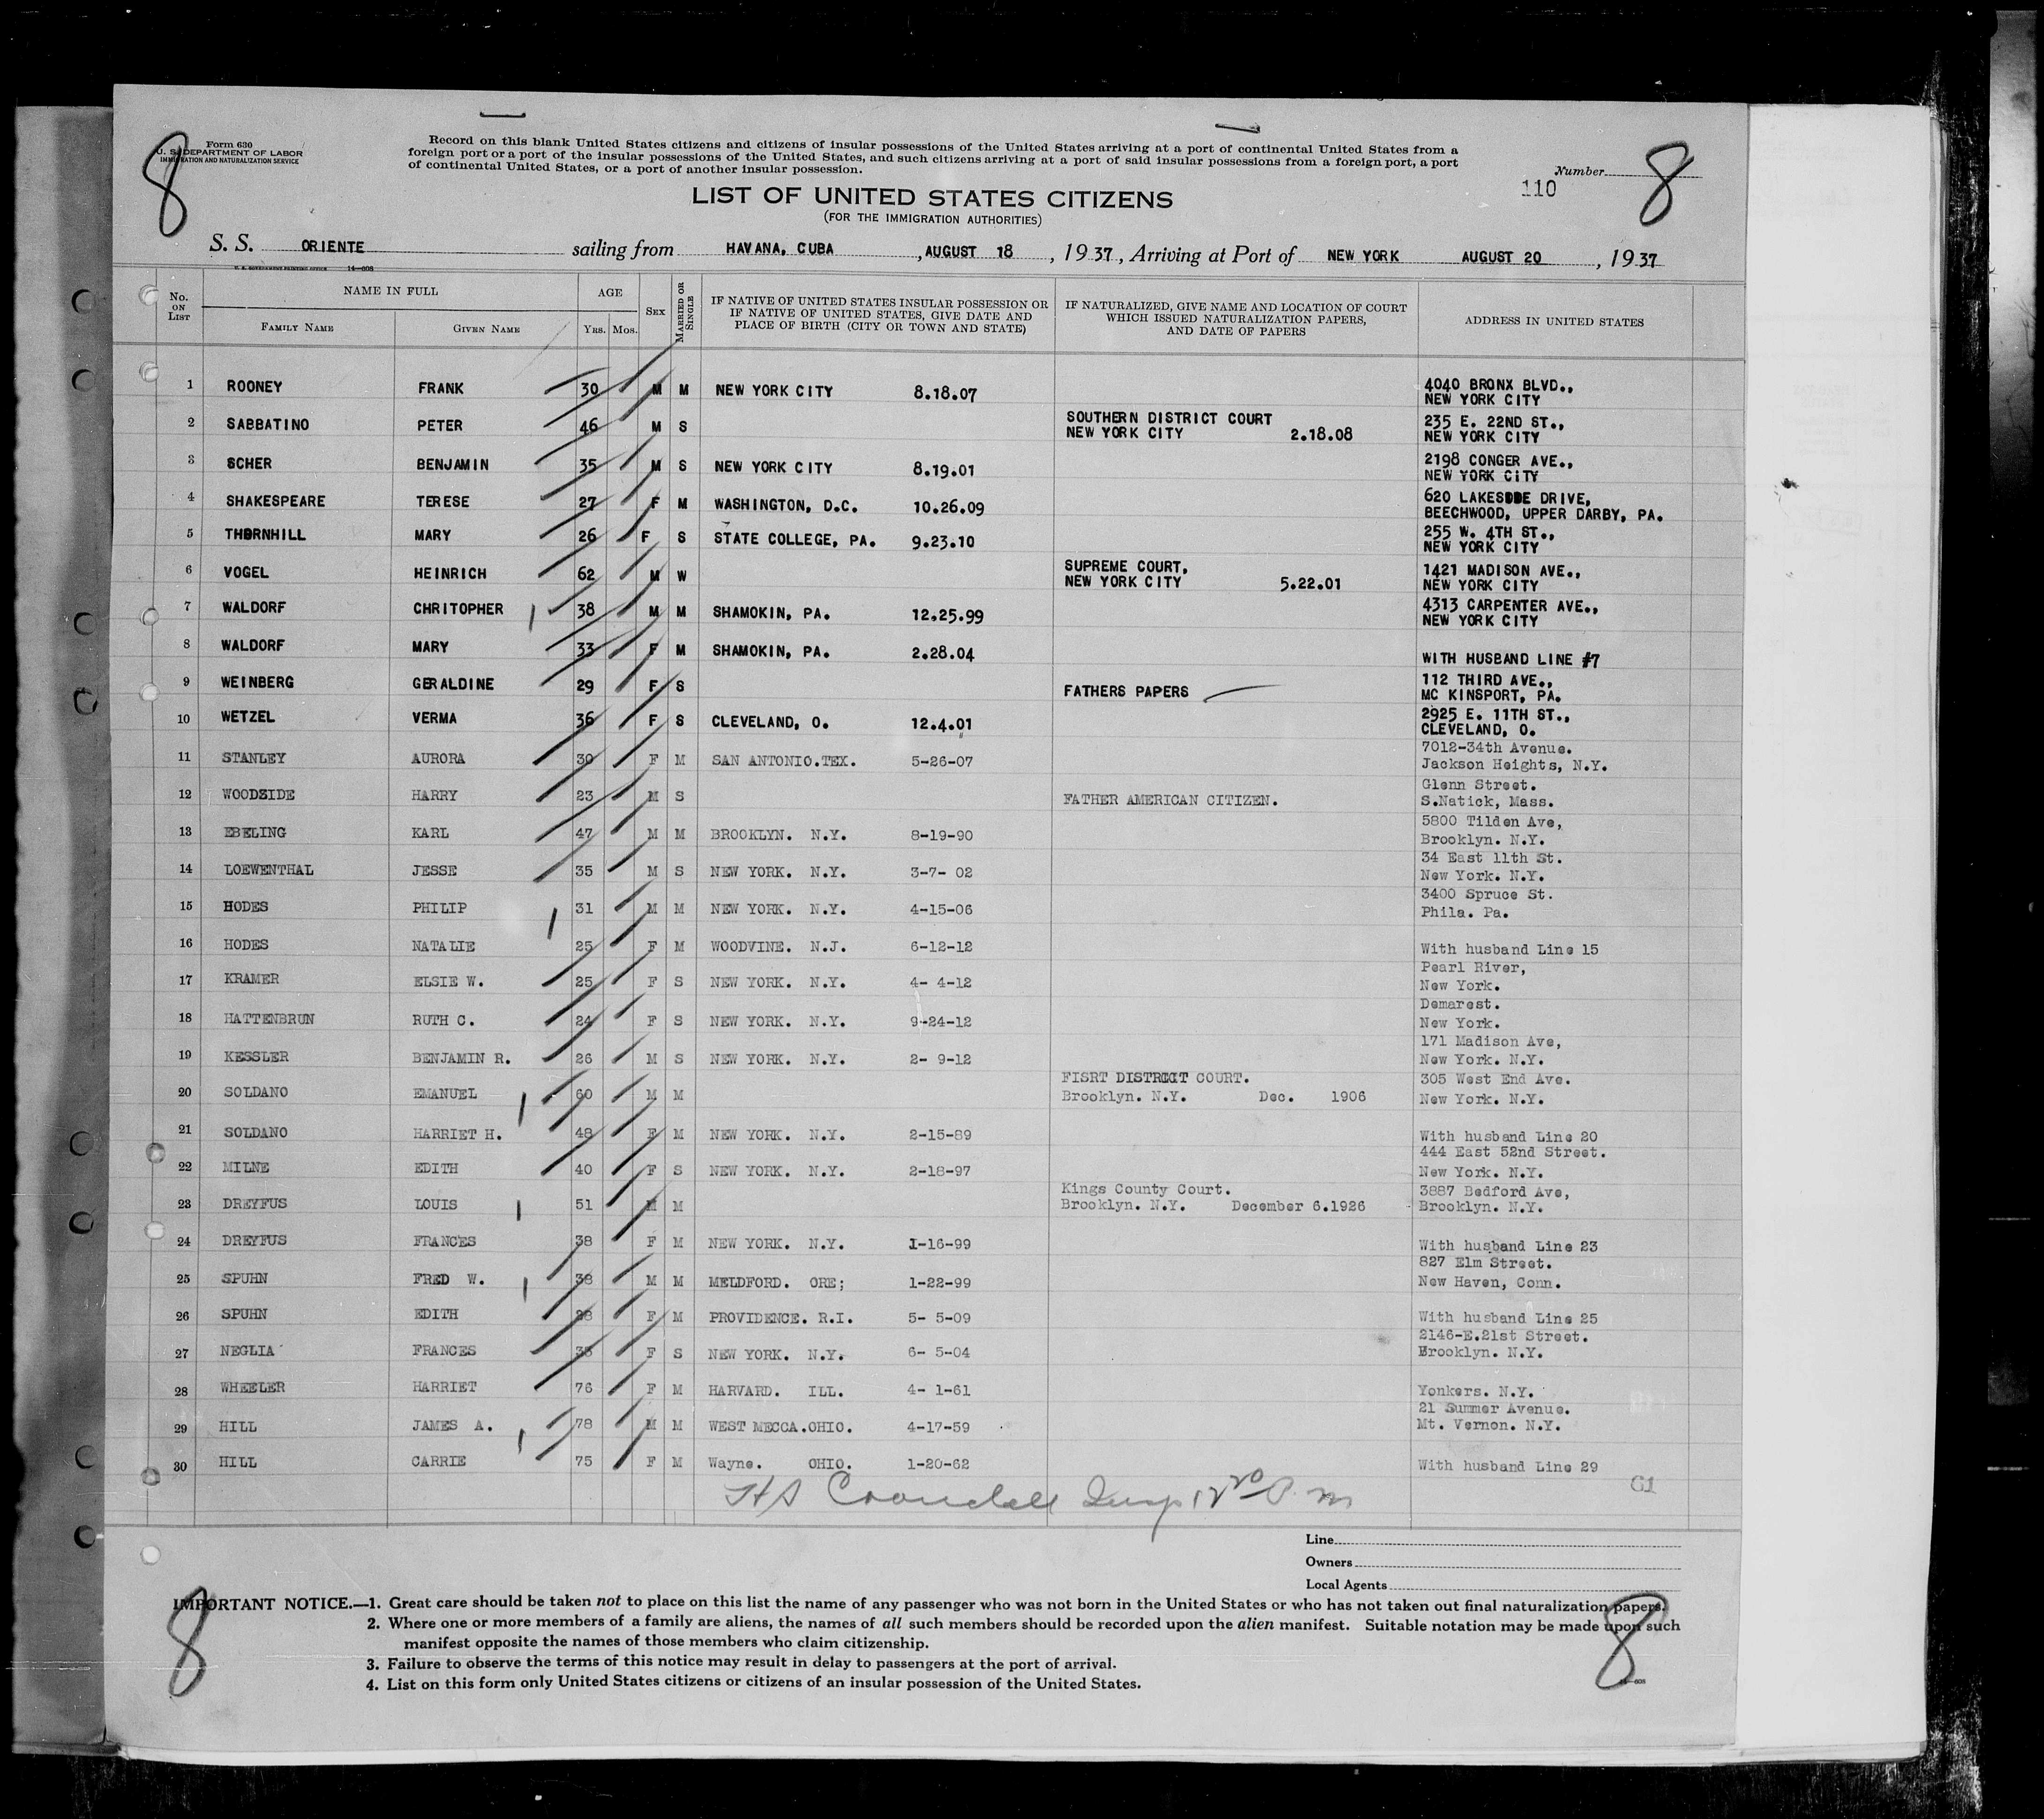 8
Form 630
U. S. DEPARTMENT OF LABOR
IMMIGRATION AND NATURALIZATION SERVICE
Record on this blank United States citizens and citizens of insular possessions of the United States arriving at a port of continental United States from a
foreign port or a port of the insular possessions of the United States, and such citizens arriving at a port of said insular possessions from a foreign port, a port
of continental United States, or a port of another insular possession.
Number
110
8
LIST OF UNITED STATES CITIZENS
(FOR THE IMMIGRATION AUTHORITIES)
S. S. ORIENTE sailing from HAVANA, CUBA, AUGUST 18, 1937, Arriving at Port of NEW YORK AUGUST 20, 1937
U. S. GOVERNMENT PRINTING OFFICE 14—608
No. ON LIST
NAME IN FULL
FAMILY NAME GIVEN NAME
AGE
YRS. MOS.
SEX
MARRIED OR SINGLE
IF NATIVE OF UNITED STATES INSULAR POSSESSION OR
IF NATIVE OF UNITED STATES, GIVE DATE AND
PLACE OF BIRTH (CITY OR TOWN AND STATE)
IF NATURALIZED, GIVE NAME AND LOCATION OF COURT
WHICH ISSUED NATURALIZATION PAPERS,
AND DATE OF PAPERS
ADDRESS IN UNITED STATES
1 ROONEY FRANK 30 M M NEW YORK CITY 8.18.07 4040 BRONX BLVD.,
NEW YORK CITY
2 SABBATINO PETER 46 M S SOUTHERN DISTRICT COURT 235 E. 22ND ST.,
NEW YORK CITY 2.18.08 NEW YORK CITY
3 SCHER BENJAMIN 35 M S NEW YORK CITY 8.19.01 2198 CONGER AVE.,
NEW YORK CITY
4 SHAKESPEARE TERESE 27 F M WASHINGTON, D.C. 10.26.09 620 LAKESDDE DRIVE,
BEECHWOOD, UPPER DARBY, PA.
5 THORNHILL MARY 26 F S STATE COLLEGE, PA. 9.23.10 255 W. 4TH ST.,
NEW YORK CITY
6 VOGEL HEINRICH 62 M W SUPREME COURT, 1421 MADISON AVE.,
NEW YORK CITY 5.22.01 NEW YORK CITY
7 WALDORF CHRITOPHER 38 M M SHAMOKIN, PA. 12.25.99 4313 CARPENTER AVE.,
NEW YORK CITY
8 WALDORF MARY 33 F M SHAMOKIN, PA. 2.28.04 WITH HUSBAND LINE #7
9 WEINBERG GERALDINE 29 F S FATHERS PAPERS 112 THIRD AVE.,
MC KINSPORT, PA.
10 WETZEL VERMA 36 F S CLEVELAND, O. 12.4.01 2925 E. 11TH ST.,
CLEVELAND, O.
11 STANLEY AURORA 30 F M SAN ANTONIO.TEX. 5-26-07 7012-34th Avenue.
Jackson Heights, N.Y.
12 WOODSIDE HARRY 23 M S FATHER AMERICAN CITIZEN. Glenn Street.
S.Natick, Mass.
13 EBELING KARL 47 M M BROOKLYN. N.Y. 8-19-90 5800 Tilden Ave,
Brooklyn. N.Y.
14 LOEWENTHAL JESSE 35 M S NEW YORK. N.Y. 3-7- 02 34 East 11th St.
New York. N.Y.
15 HODES PHILIP 31 M M NEW YORK. N.Y. 4-15-06 3400 Spruce St.
Phila. Pa.
16 HODES NATALIE 25 F M WOODVINE. N.J. 6-12-12 With husband Line 15
17 KRAMER ELSIE W. 25 F S NEW YORK. N.Y. 4- 4-12 Pearl River,
New York.
18 HATTENBRUN RUTH C. 24 F S NEW YORK. N.Y. 9-24-12 Demarest.
New York.
19 KESSLER BENJAMIN R. 26 M S NEW YORK. N.Y. 2- 9-12 171 Madison Ave,
New York. N.Y.
20 SOLDANO EMANUEL 60 M M FISRT DISTRICT COURT. 305 West End Ave.
Brooklyn. N.Y. Dec. 1906 New York. N.Y.
21 SOLDANO HARRIET H. 48 F M NEW YORK. N.Y. 2-15-89 With husband Line 20
22 MILNE EDITH 40 F S NEW YORK. N.Y. 2-18-97 444 East 52nd Street.
New York. N.Y.
23 DREYFUS LOUIS 51 M M Kings County Court. 3887 Bedford Ave,
Brooklyn. N.Y. December 6.1926 Brooklyn. N.Y.
24 DREYFUS FRANCES 38 F M NEW YORK. N.Y. 1-16-99 With husband Line 23
25 SPUHN FRED W. 38 M M MELDFORD. ORE; 1-22-99 827 Elm Street.
New Haven, Conn.
26 SPUHN EDITH 28 F M PROVIDENCE. R.I. 5- 5-09 With husband Line 25
27 NEGLIA FRANCES 33 F S NEW YORK. N.Y. 6- 5-04 2146-E.21st Street.
Brooklyn. N.Y.
28 WHEELER HARRIET 76 F M HARVARD. ILL. 4- 1-61 Yonkers. N.Y.
29 HILL JAMES A. 78 M M WEST MECCA.OHIO. 4-17-59 21 Summer Avenue.
Mt. Vernon. N.Y.
30 HILL CARRIE 75 F M Wayne. OHIO. 1-20-62 With husband Line 29
61
Line
Owners
Local Agents
IMPORTANT NOTICE.—1. Great care should be taken not to place on this list the name of any passenger who was not born in the United States or who has not taken out final naturalization papers.
2. Where one or more members of a family are aliens, the names of all such members should be recorded upon the alien manifest. Suitable notation may be made upon such
manifest opposite the names of those members who claim citizenship.
3. Failure to observe the terms of this notice may result in delay to passengers at the port of arrival.
4. List on this form only United States citizens or citizens of an insular possession of the United States.
8
8